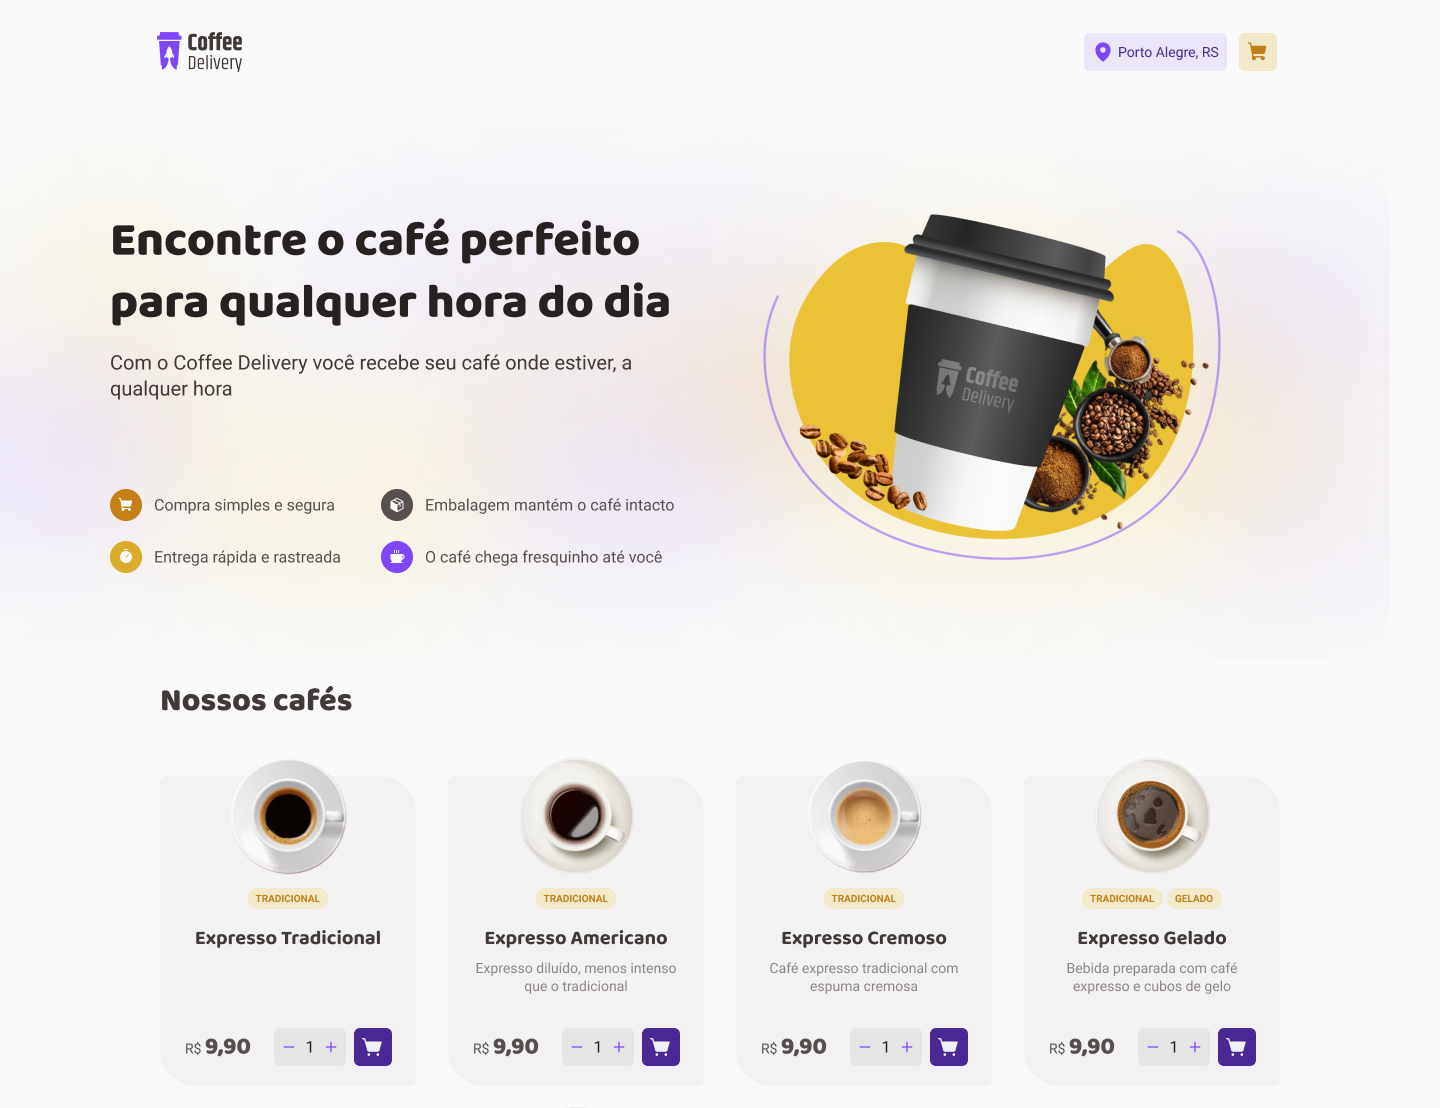 Coffee
Delivery
Porto Alegre, RS
Encontre o café perfeito
para qualquer hora do dia
Com o Coffee Delivery você recebe seu café onde estiver, a
qualquer hora
Coffee
Delivery
Compra simples e segura
Embalagem mantém o café intacto
Entrega rápida e rastreada
O café chega fresquinho até você
Nossos cafés
TRADICIONAL
Expresso Tradicional
R$ 9,90
− 1 +
TRADICIONAL
Expresso Americano
Expresso diluído, menos intenso
que o tradicional
R$ 9,90
− 1 +
TRADICIONAL
Expresso Cremoso
Café expresso tradicional com
espuma cremosa
R$ 9,90
− 1 +
TRADICIONAL GELADO
Expresso Gelado
Bebida preparada com café
expresso e cubos de gelo
R$ 9,90
− 1 +